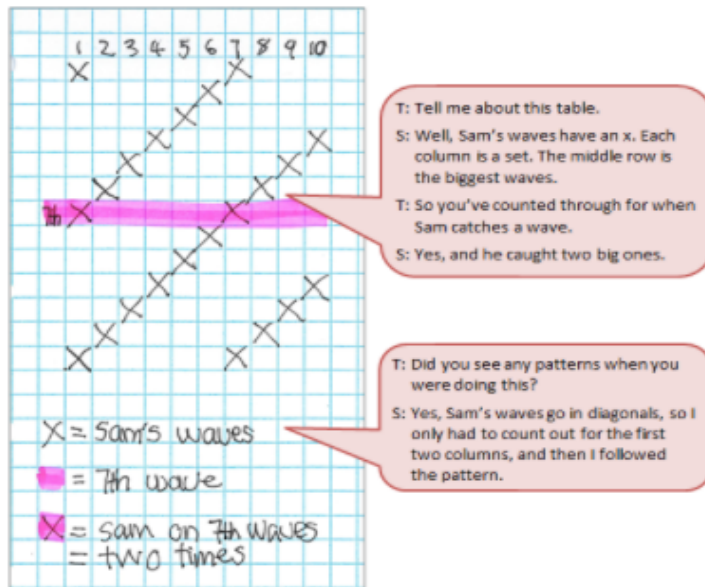 1 2 3 4 5 6 7 8 9 10
T: Tell me about this table.
S: Well, Sam's waves have an x. Each
column is a set. The middle row is
the biggest waves.
T: So you've counted through for when
Sam catches a wave.
S: Yes, and he caught two big ones.
7th
T: Did you see any patterns when you
were doing this?
S: Yes, Sam's waves go in diagonals, so I
only had to count out for the first
two columns, and then I followed
the pattern.
X = Sam's waves
= 7th wave
X = sam on 7th waves
= two times